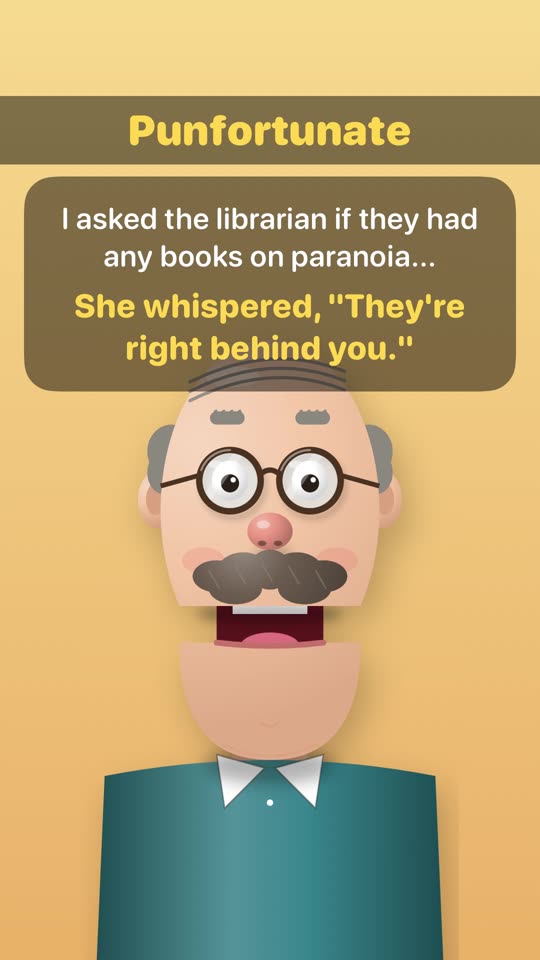 Punfortunate
I asked the librarian if they had
any books on paranoia...
She whispered, "They're
right behind you."